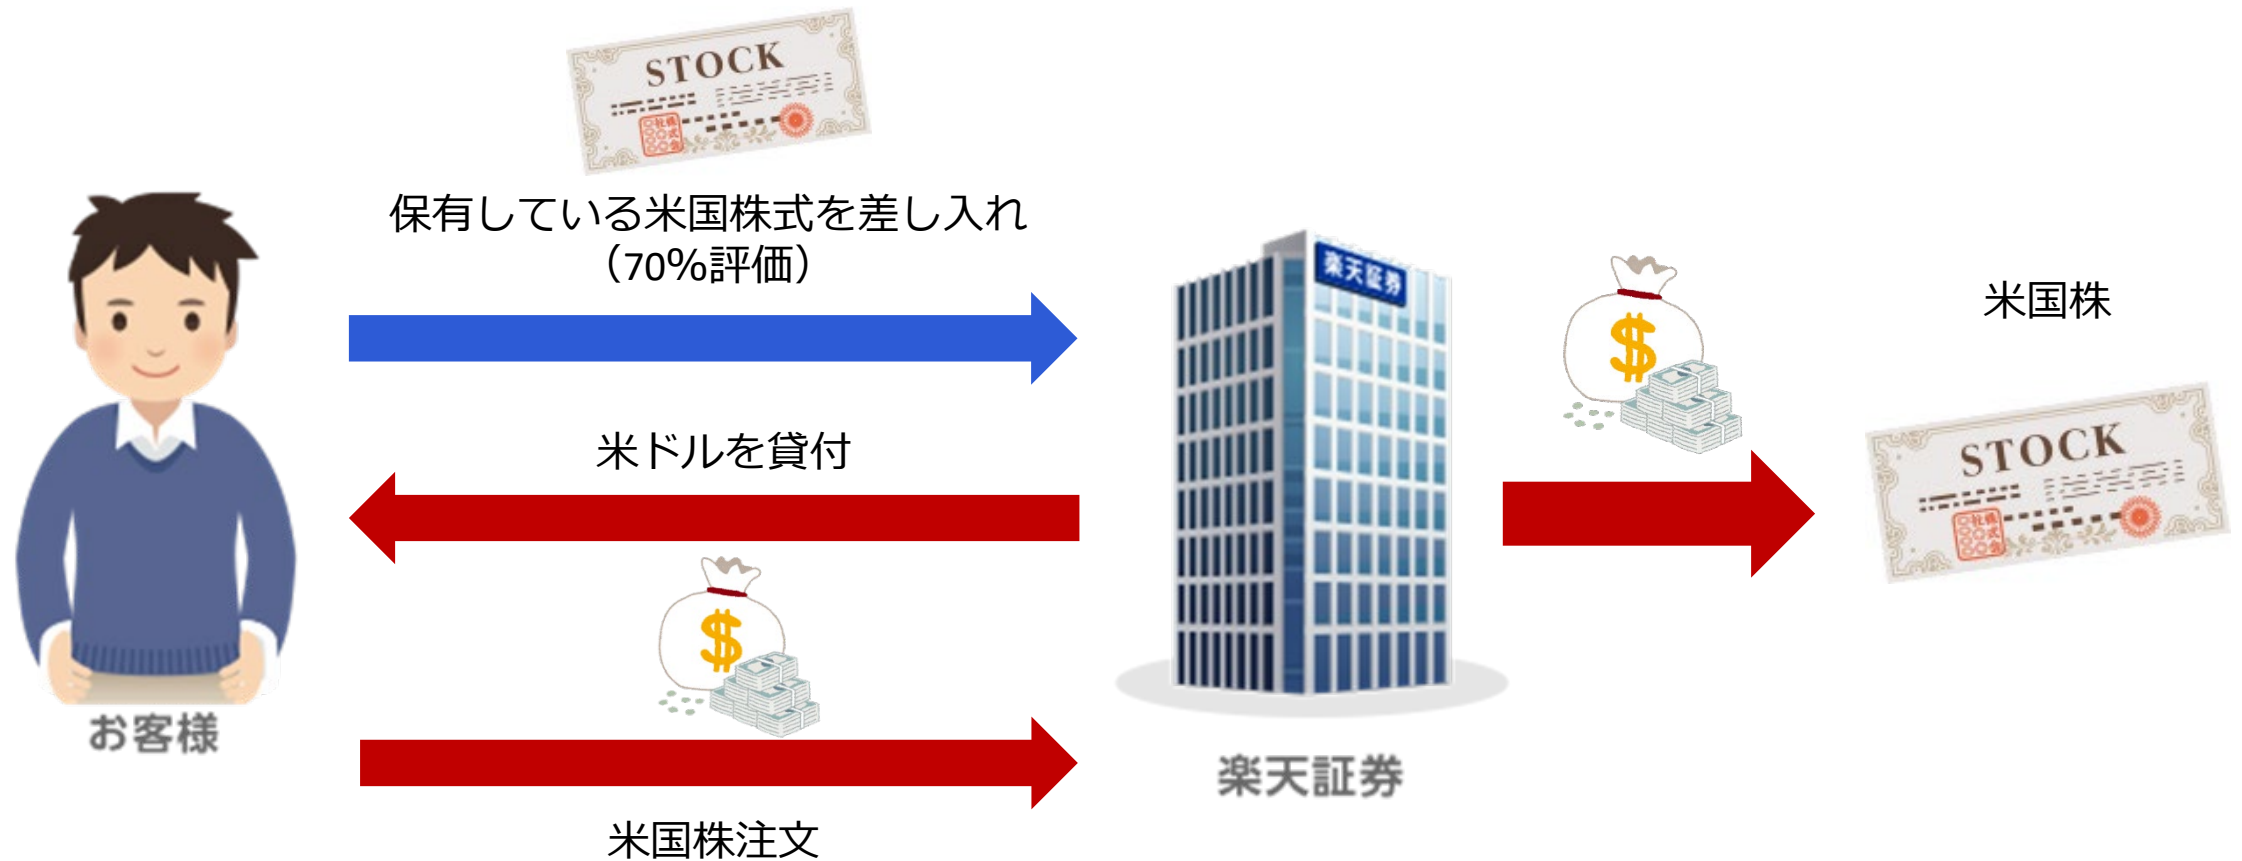 STOCK
保有している米国株式を差し入れ
（70%評価）
楽天証券
米国株
米ドルを貸付
STOCK
お客様
楽天証券
米国株注文